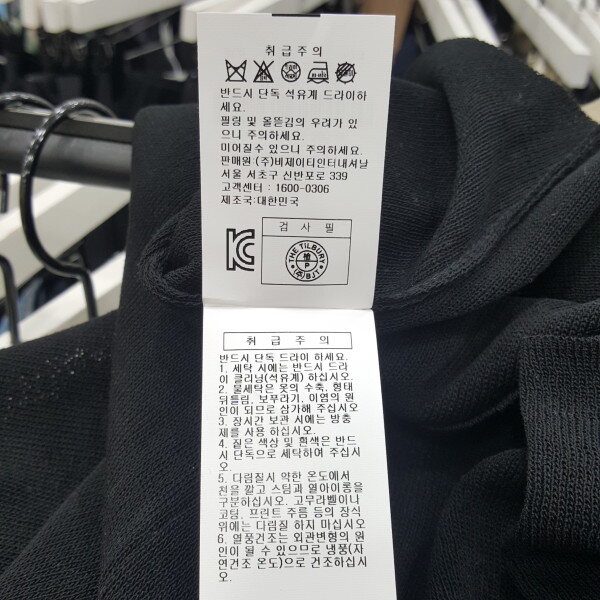 취급주의
반드시 단독 석유계 드라이하
세요.
필링 및 올뜯김의 우려가 있
으니 주의하세요.
미어질수 있으니 주의하세요.
판매원:(주)비제이티인터내셔날
서울 서초구 신반포로 339
고객센터 : 1600-0306
제조국:대한민국
검 사 필
THE TILBURY
P
(주)BJT
취 급 주 의
반드시 단독 드라이 하세요.
1. 세탁 시에는 반드시 드라
이 클리닝(석유계) 하십시오.
2. 물세탁은 옷의 수축, 형태
뒤틀림, 보푸라기, 이염의 원
인이 되므로 삼가해 주십시오
3. 장시간 보관 시에는 방충
제를 사용 하십시오.
4. 짙은 색상 및 흰색은 반드
시 단독으로 세탁하여 주십시
오.
5. 다림질시 약한 온도에서
천을 깔고 스팀과 열아이롱을
구분하십시오. 고무라벨이나
코팅, 프린트 주름 등의 장식
위에는 다림질 하지 마십시오
6. 열풍건조는 외관변형의 원
인이 될 수 있으므로 냉풍(자
연건조 온도)으로 건조하십시
오.